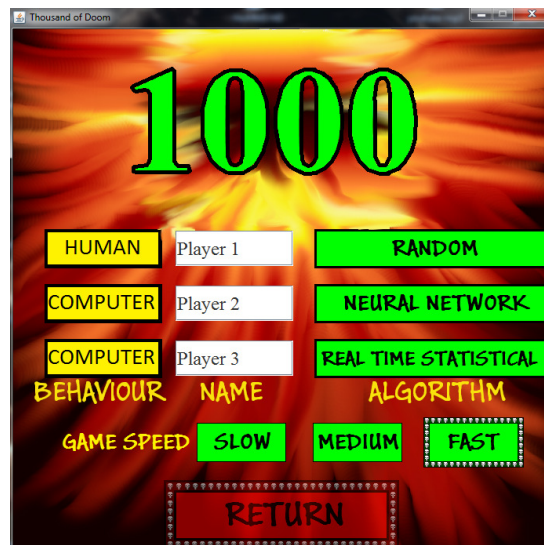 Thousand of Doom
1000
HUMAN Player 1 RANDOM
COMPUTER Player 2 NEURAL NETWORK
COMPUTER Player 3 REAL TIME STATISTICAL
BEHAVIOUR NAME ALGORITHM
GAME SPEED SLOW MEDIUM FAST
RETURN